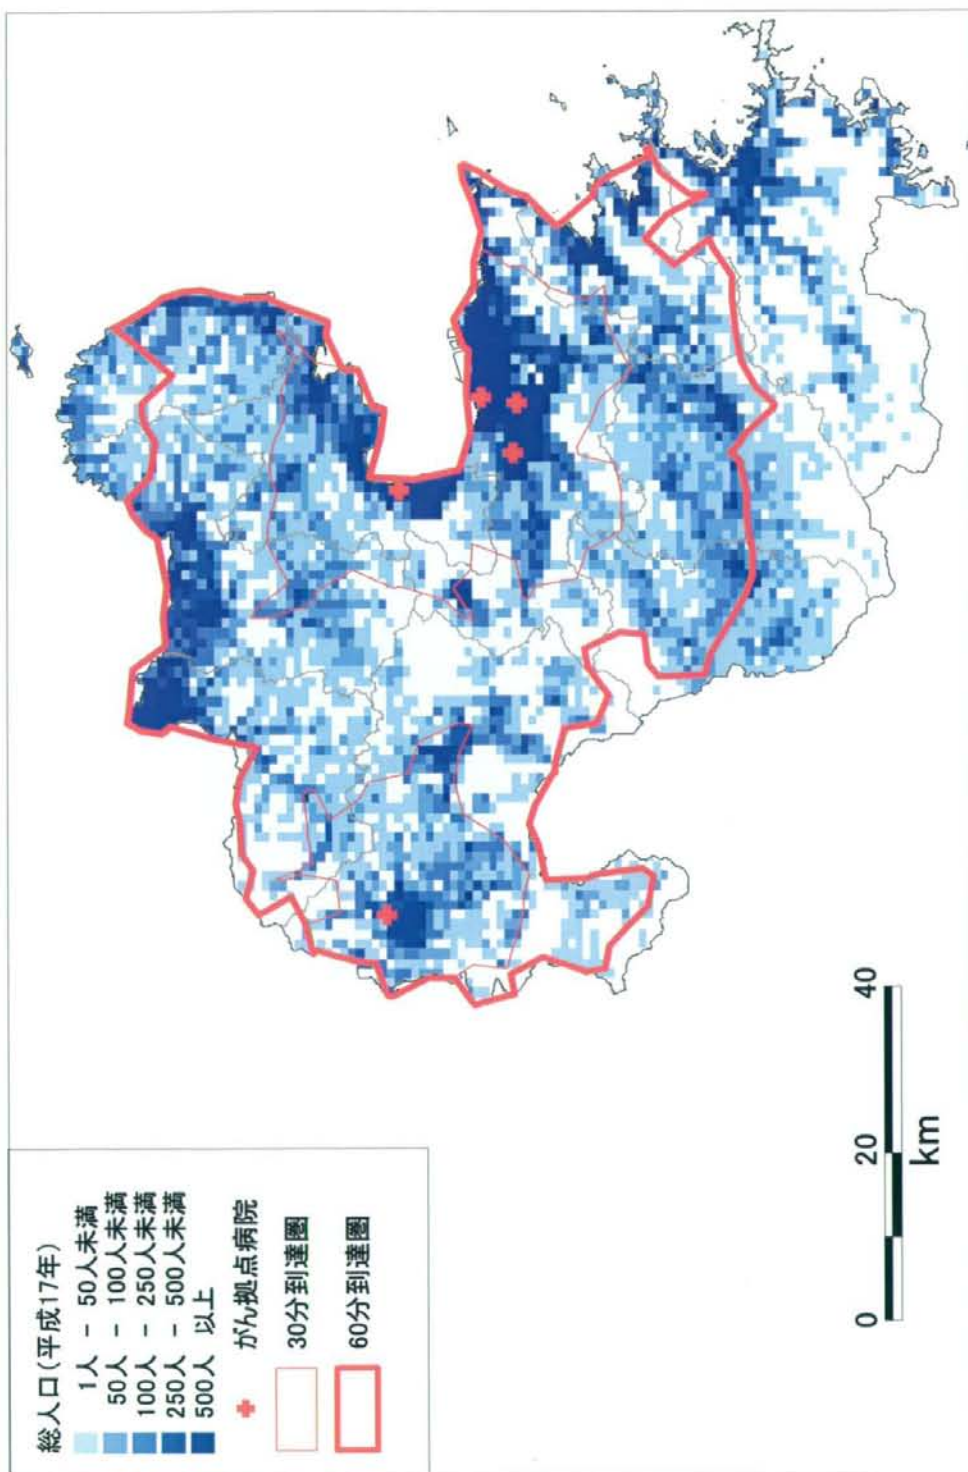 総人口(平成17年)
1人 - 50人未満
50人 - 100人未満
100人 - 250人未満
250人 - 500人未満
500人 以上
がん拠点病院
30分到達圏
60分到達圏
0 20 40
km